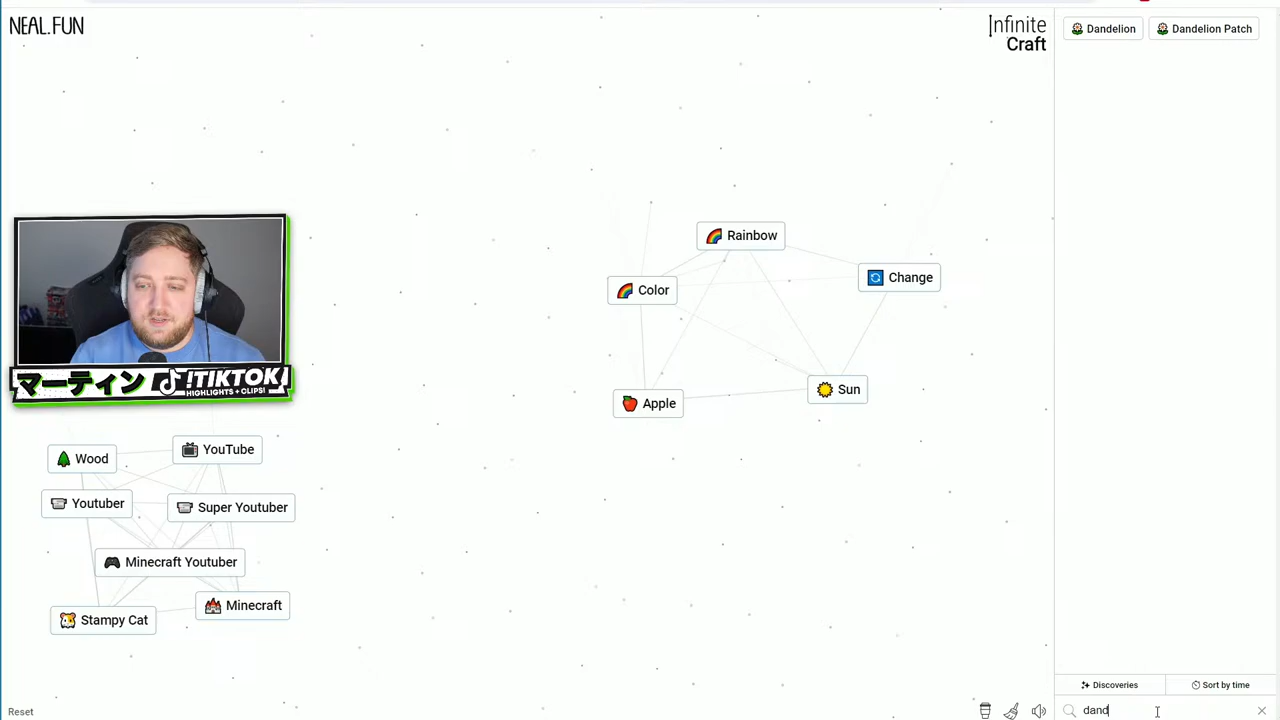 NEAL.FUN
Infinite
Craft
Dandelion
Dandelion Patch
Rainbow
Change
Color
Sun
Apple
マーティン !TIKTOK
HIGHLIGHTS + CLIPS!
Wood
YouTube
Youtuber
Super Youtuber
Minecraft Youtuber
Minecraft
Stampy Cat
Reset
Discoveries
Sort by time
dand